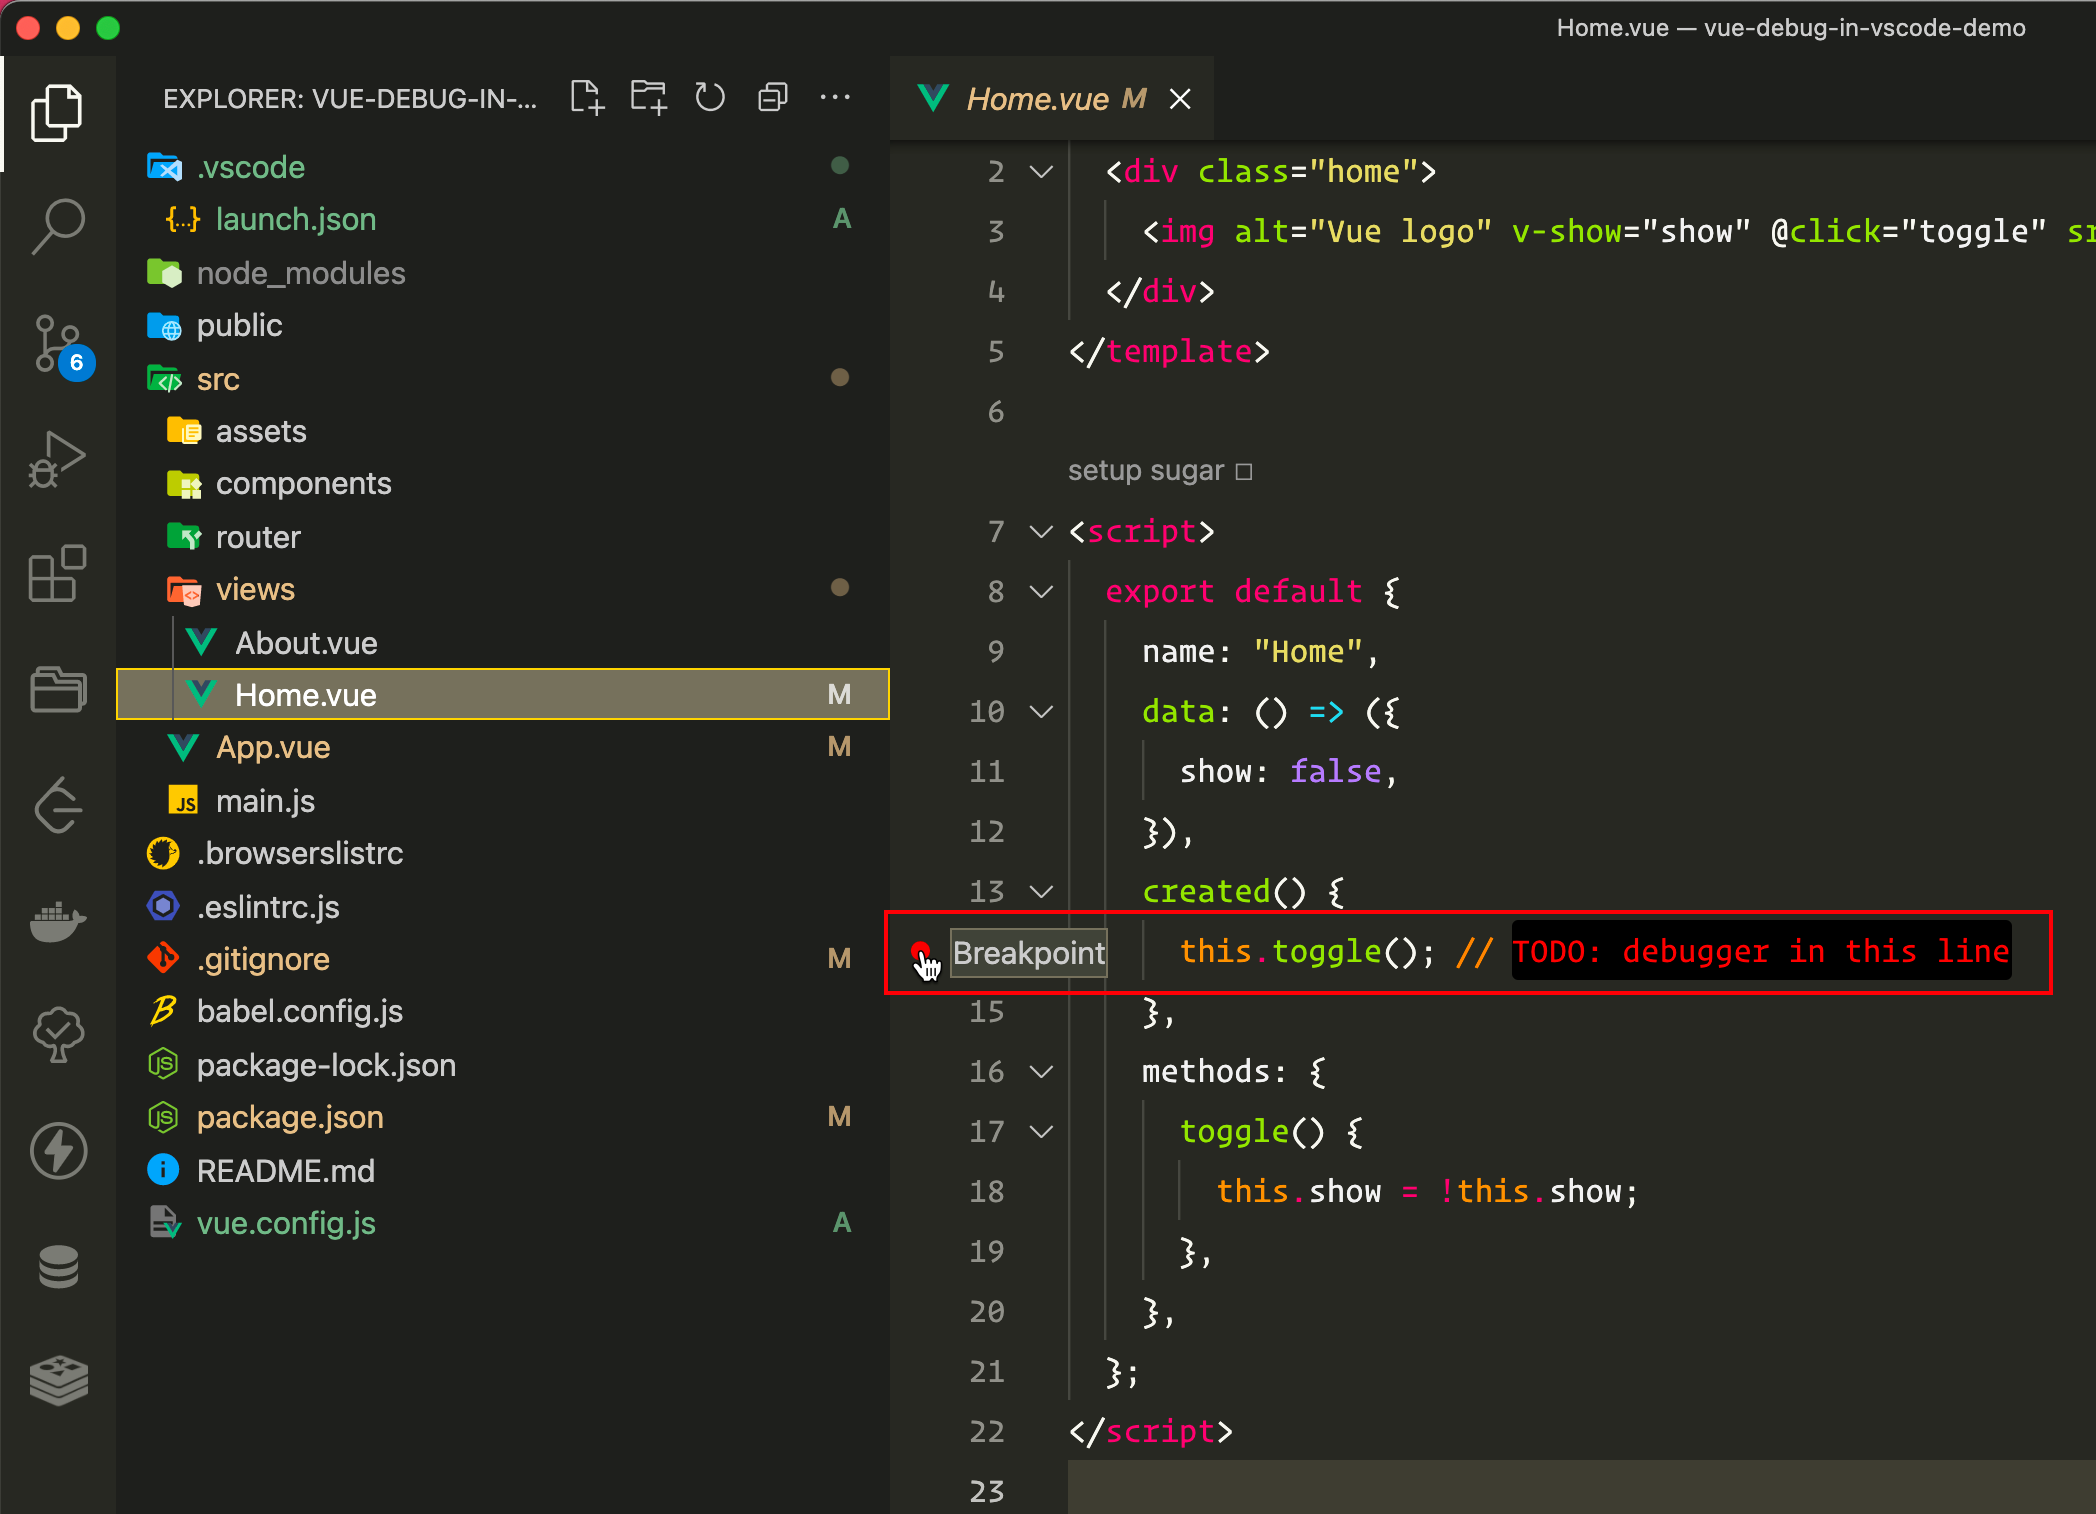 Home.vue — vue-debug-in-vscode-demo
EXPLORER: VUE-DEBUG-IN-...
.vscode
launch.json A
node_modules
public
6
src
assets
components
router
views
About.vue
Home.vue M
App.vue M
JS main.js
.browserslistrc
.eslintrc.js
.gitignore M
babel.config.js
JS package-lock.json
JS package.json M
README.md
vue.config.js A
Home.vue M
2 <div class="home">
3 <img alt="Vue logo" v-show="show" @click="toggle" sr
4 </div>
5 </template>
6
setup sugar □
7 <script>
8 export default {
9 name: "Home",
10 data: () => ({
11 show: false,
12 }),
13 created() {
Breakpoint this.toggle(); // TODO: debugger in this line
15 },
16 methods: {
17 toggle() {
18 this.show = !this.show;
19 },
20 },
21 };
22 </script>
23